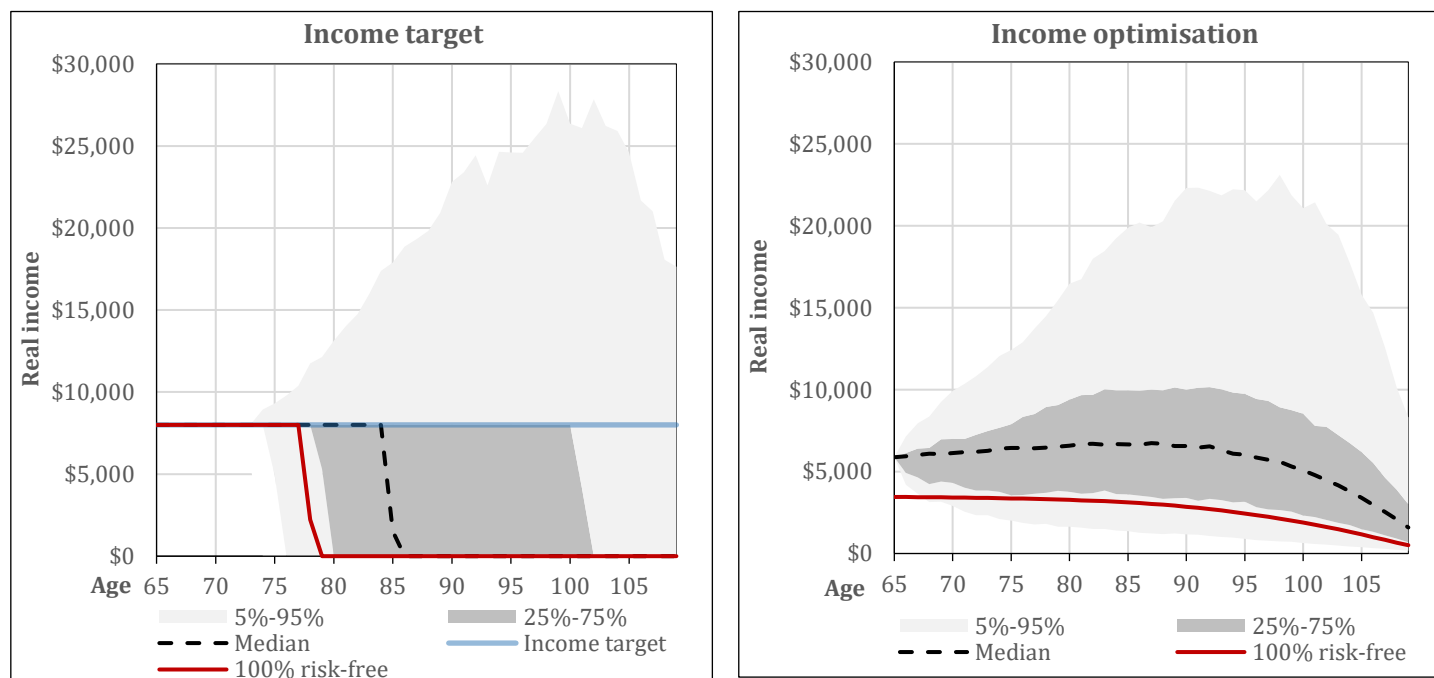 Income target
$30,000
$25,000
$20,000
$15,000
$10,000
$5,000
$0
Real income
Age
65 70 75 80 85 90 95 100 105
5%-95% 25%-75%
Median Income target
100% risk-free
Income optimisation
$30,000
$25,000
$20,000
$15,000
$10,000
$5,000
$0
Real income
Age
65 70 75 80 85 90 95 100 105
5%-95% 25%-75%
Median 100% risk-free